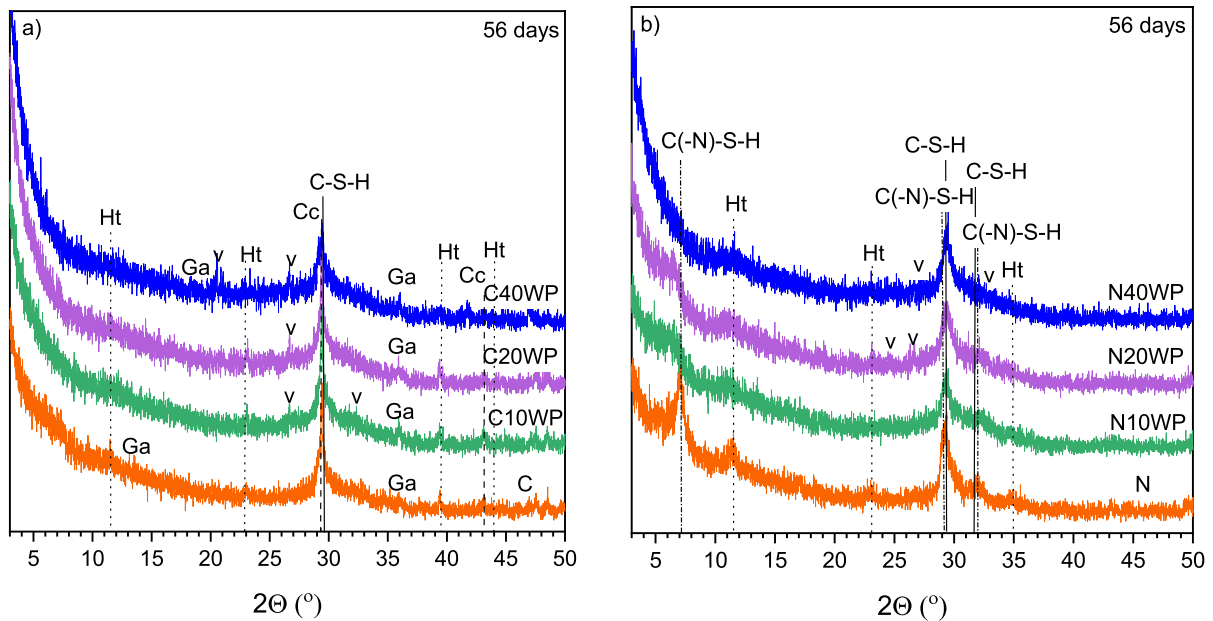 a)
56 days
C-S-H
Cc
Ht
Ga
v
Ht
v
Ga
Ht
Cc
Ht
C40WP
v
Ga
C20WP
v
v
Ga
C10WP
Ga
Ga
C
5 10 15 20 25 30 35 40 45 50
2Θ (°)
b)
56 days
C(-N)-S-H
C-S-H
C-S-H
C(-N)-S-H
Ht
C(-N)-S-H
Ht
v
v
Ht
N40WP
v
v
N20WP
N10WP
N
5 10 15 20 25 30 35 40 45 50
2Θ (°)